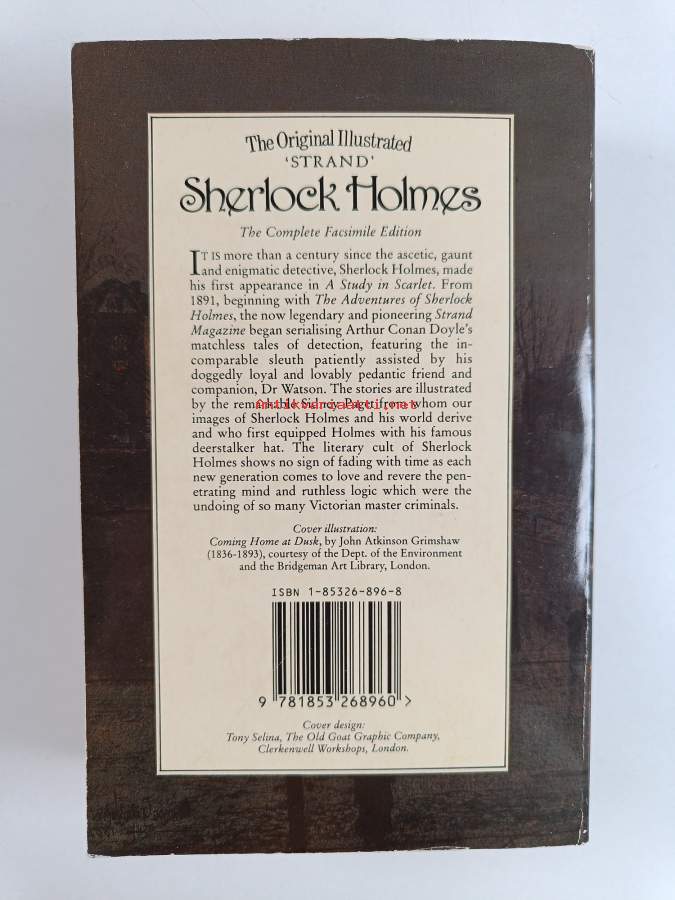 The Original Illustrated
'STRAND'
Sherlock Holmes
The Complete Facsimile Edition
IT IS more than a century since the ascetic, gaunt
and enigmatic detective, Sherlock Holmes, made
his first appearance in A Study in Scarlet. From
1891, beginning with The Adventures of Sherlock
Holmes, the now legendary and pioneering Strand
Magazine began serialising Arthur Conan Doyle's
matchless tales of detection, featuring the in-
comparable sleuth patiently assisted by his
doggedly loyal and lovably pedantic friend and
companion, Dr Watson. The stories are illustrated
by the remarkable Sidney Paget from whom our
antikvariaatti.net
images of Sherlock Holmes and his world derive
and who first equipped Holmes with his famous
deerstalker hat. The literary cult of Sherlock
Holmes shows no sign of fading with time as each
new generation comes to love and revere the pen-
etrating mind and ruthless logic which were the
undoing of so many Victorian master criminals.
Cover illustration:
Coming Home at Dusk, by John Atkinson Grimshaw
(1836-1893), courtesy of the Dept. of the Environment
and the Bridgeman Art Library, London.
ISBN 1-85326-896-8
9 781853 268960 >
Cover design:
Tony Selina, The Old Goat Graphic Company,
Clerkenwell Workshops, London.